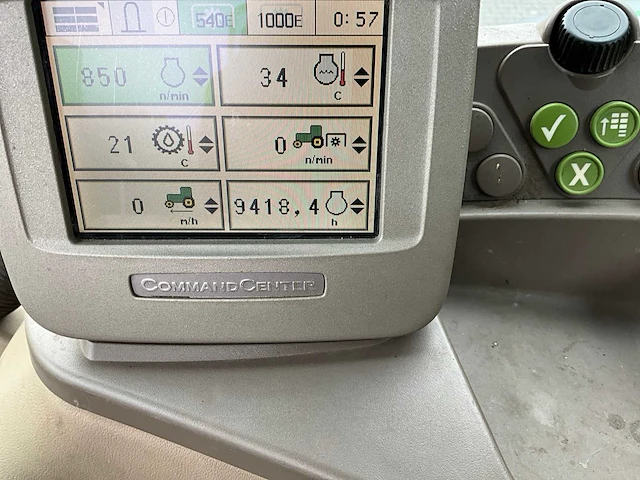 540E 1000E 0:57
850 n/min 34 C
21 C 0 n/min
0 m/h 9418,4 h
COMMANDCENTER
X